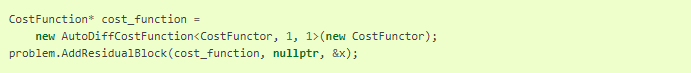 CostFunction* cost_function =
    new AutoDiffCostFunction<CostFunctor, 1, 1>(new CostFunctor);
problem.AddResidualBlock(cost_function, nullptr, &x);